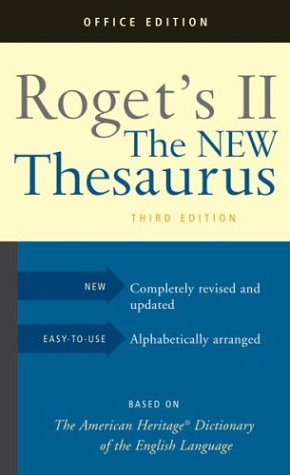 OFFICE EDITION
Roget's II
The NEW
Thesaurus
THIRD EDITION
NEW
Completely revised and
updated
EASY-TO-USE
Alphabetically arranged
BASED ON
The American Heritage® Dictionary
of the English Language